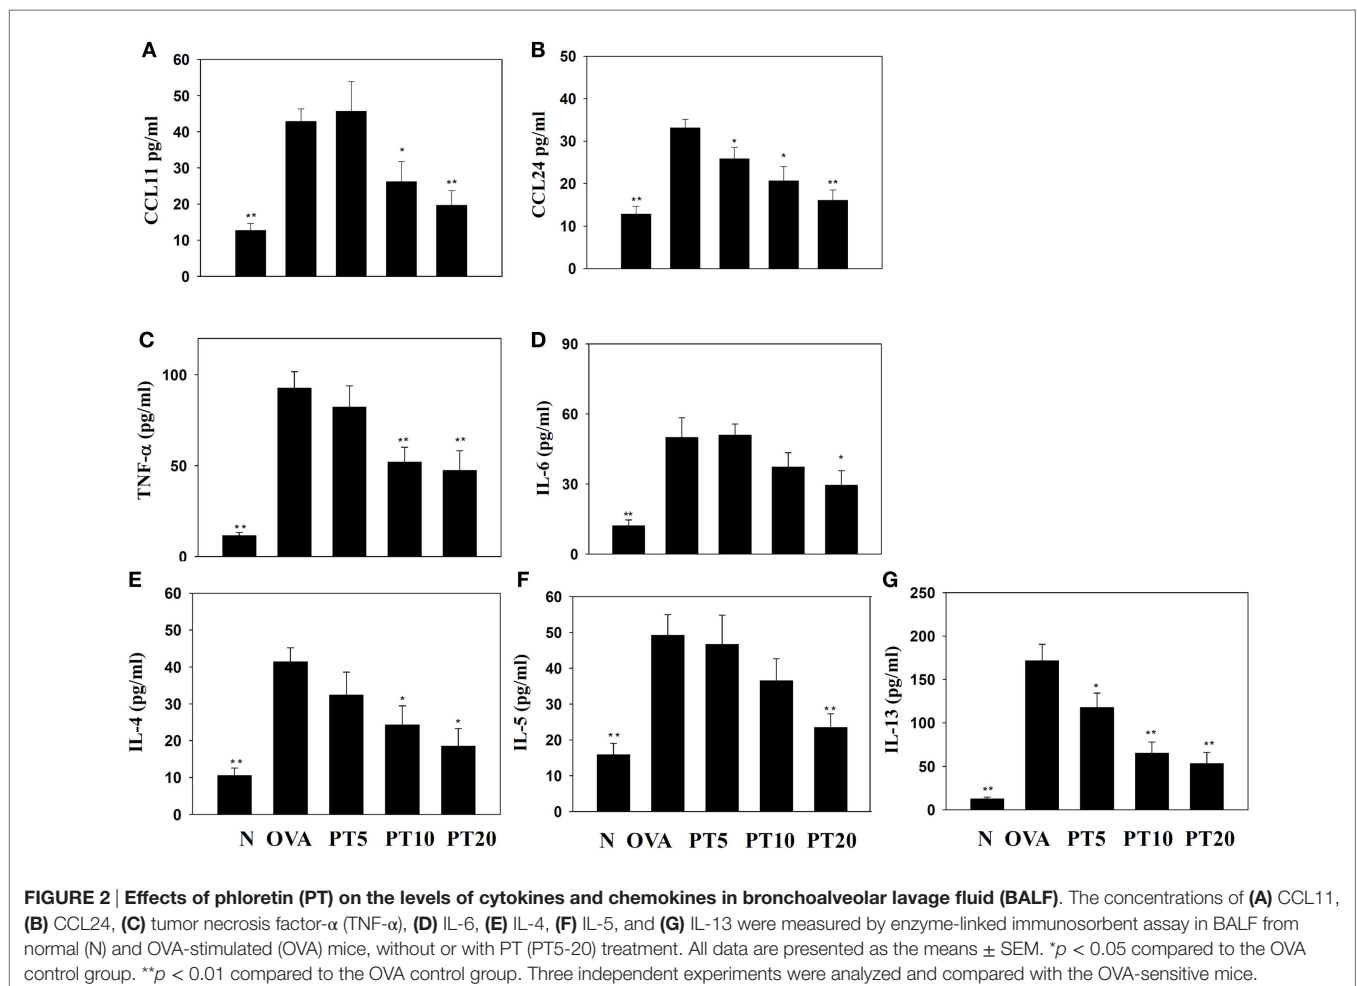 A
60
50
40
30
20
10
0
CCL11 pg/ml
**
*
**
B
50
40
30
20
10
0
CCL24 pg/ml
**
*
*
**
C
100
50
0
TNF-α (pg/ml)
**
**
**
D
90
60
30
0
IL-6 (pg/ml)
**
*
E
60
50
40
30
20
10
0
IL-4 (pg/ml)
**
*
*
N OVA PT5 PT10 PT20
F
60
50
40
30
20
10
0
IL-5 (pg/ml)
**
**
N OVA PT5 PT10 PT20
G
250
200
150
100
50
0
IL-13 (pg/ml)
**
*
**
**
N OVA PT5 PT10 PT20
FIGURE 2 | Effects of phloretin (PT) on the levels of cytokines and chemokines in bronchoalveolar lavage fluid (BALF). The concentrations of (A) CCL11,
(B) CCL24, (C) tumor necrosis factor-α (TNF-α), (D) IL-6, (E) IL-4, (F) IL-5, and (G) IL-13 were measured by enzyme-linked immunosorbent assay in BALF from
normal (N) and OVA-stimulated (OVA) mice, without or with PT (PT5-20) treatment. All data are presented as the means ± SEM. *p < 0.05 compared to the OVA
control group. **p < 0.01 compared to the OVA control group. Three independent experiments were analyzed and compared with the OVA-sensitive mice.